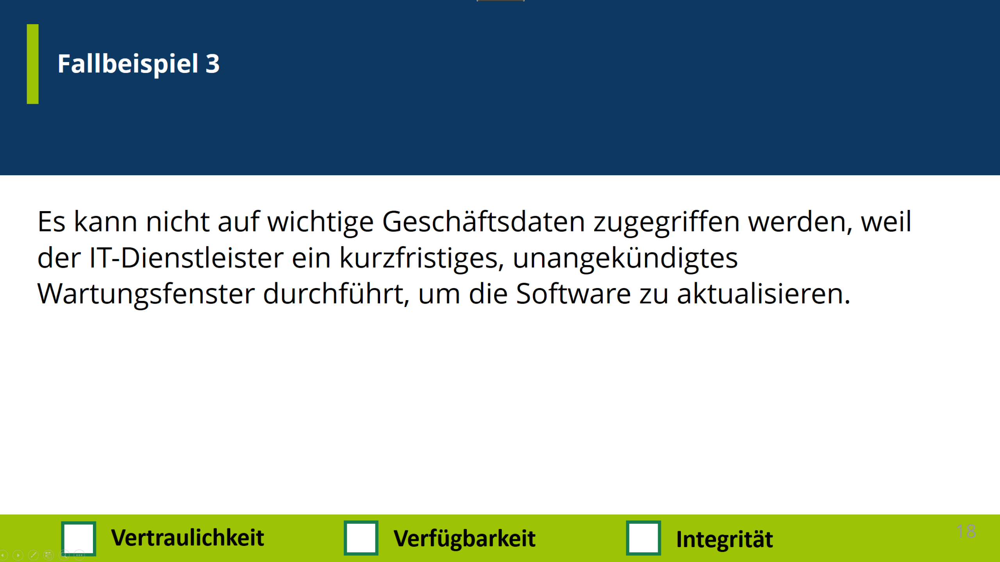 Fallbeispiel 3
Es kann nicht auf wichtige Geschäftsdaten zugegriffen werden, weil
der IT-Dienstleister ein kurzfristiges, unangekündigtes
Wartungsfenster durchführt, um die Software zu aktualisieren.
Vertraulichkeit
Verfügbarkeit
Integrität
18